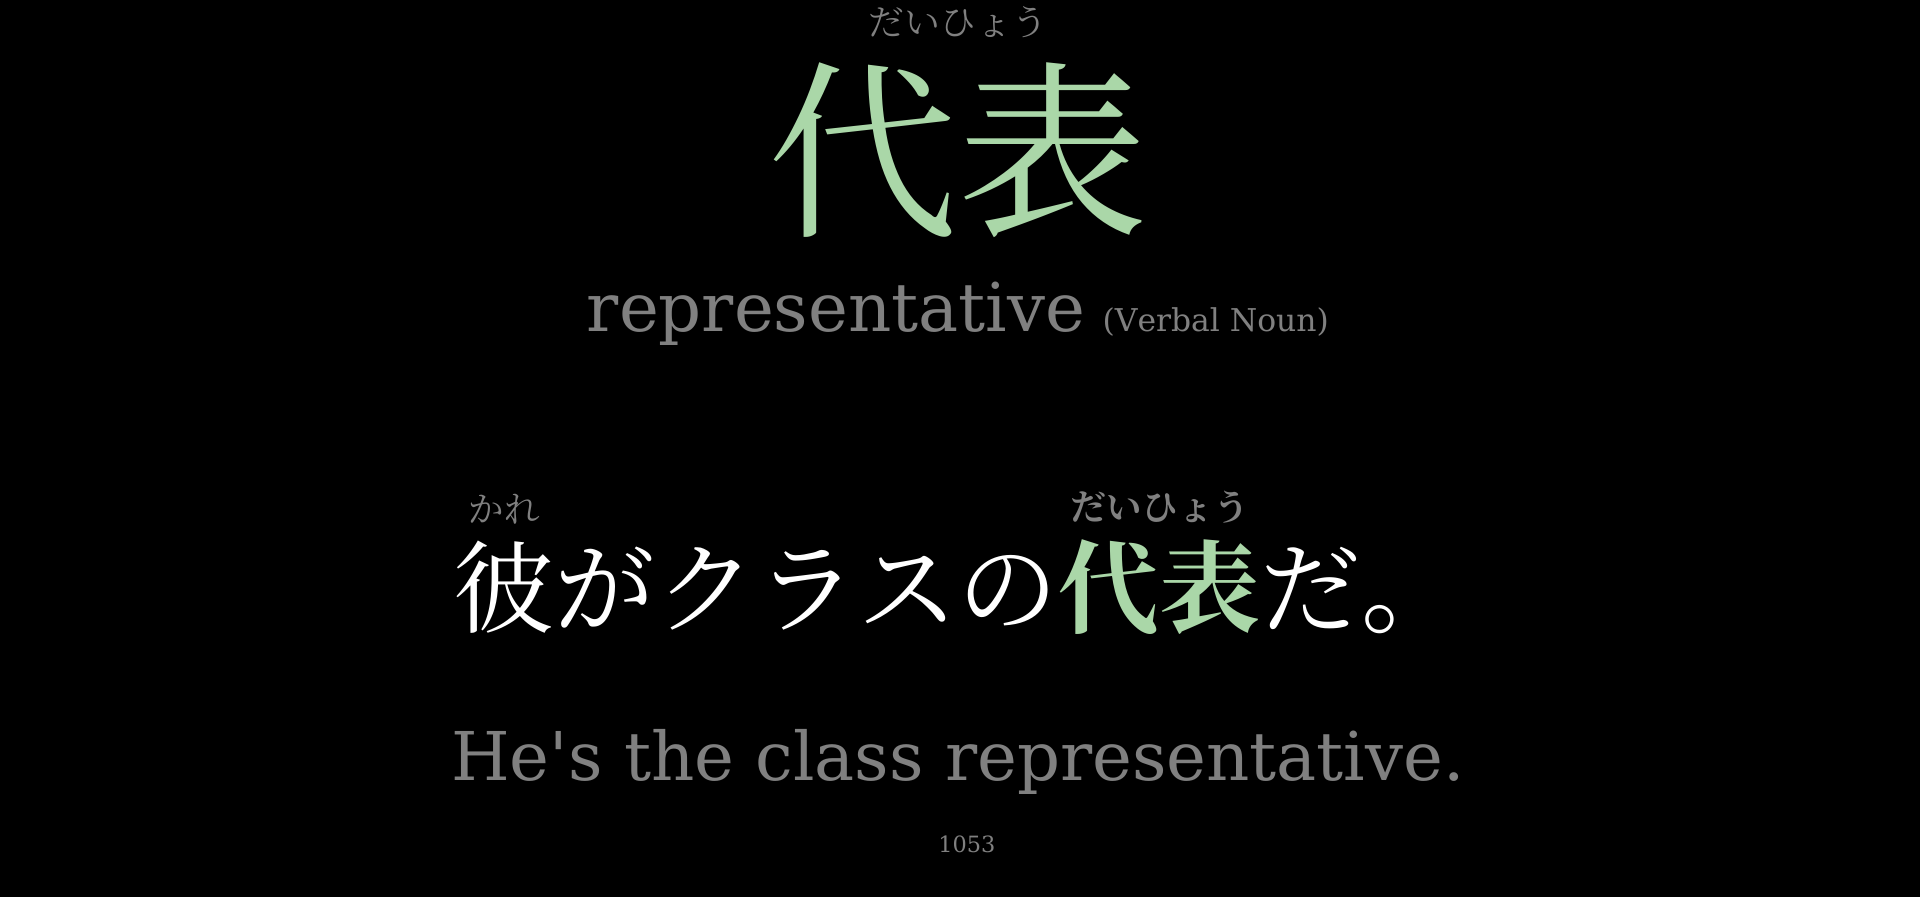 だいひょう
代表
representative (Verbal Noun)
かれ だいひょう
彼がクラスの代表だ。
He's the class representative.
1053